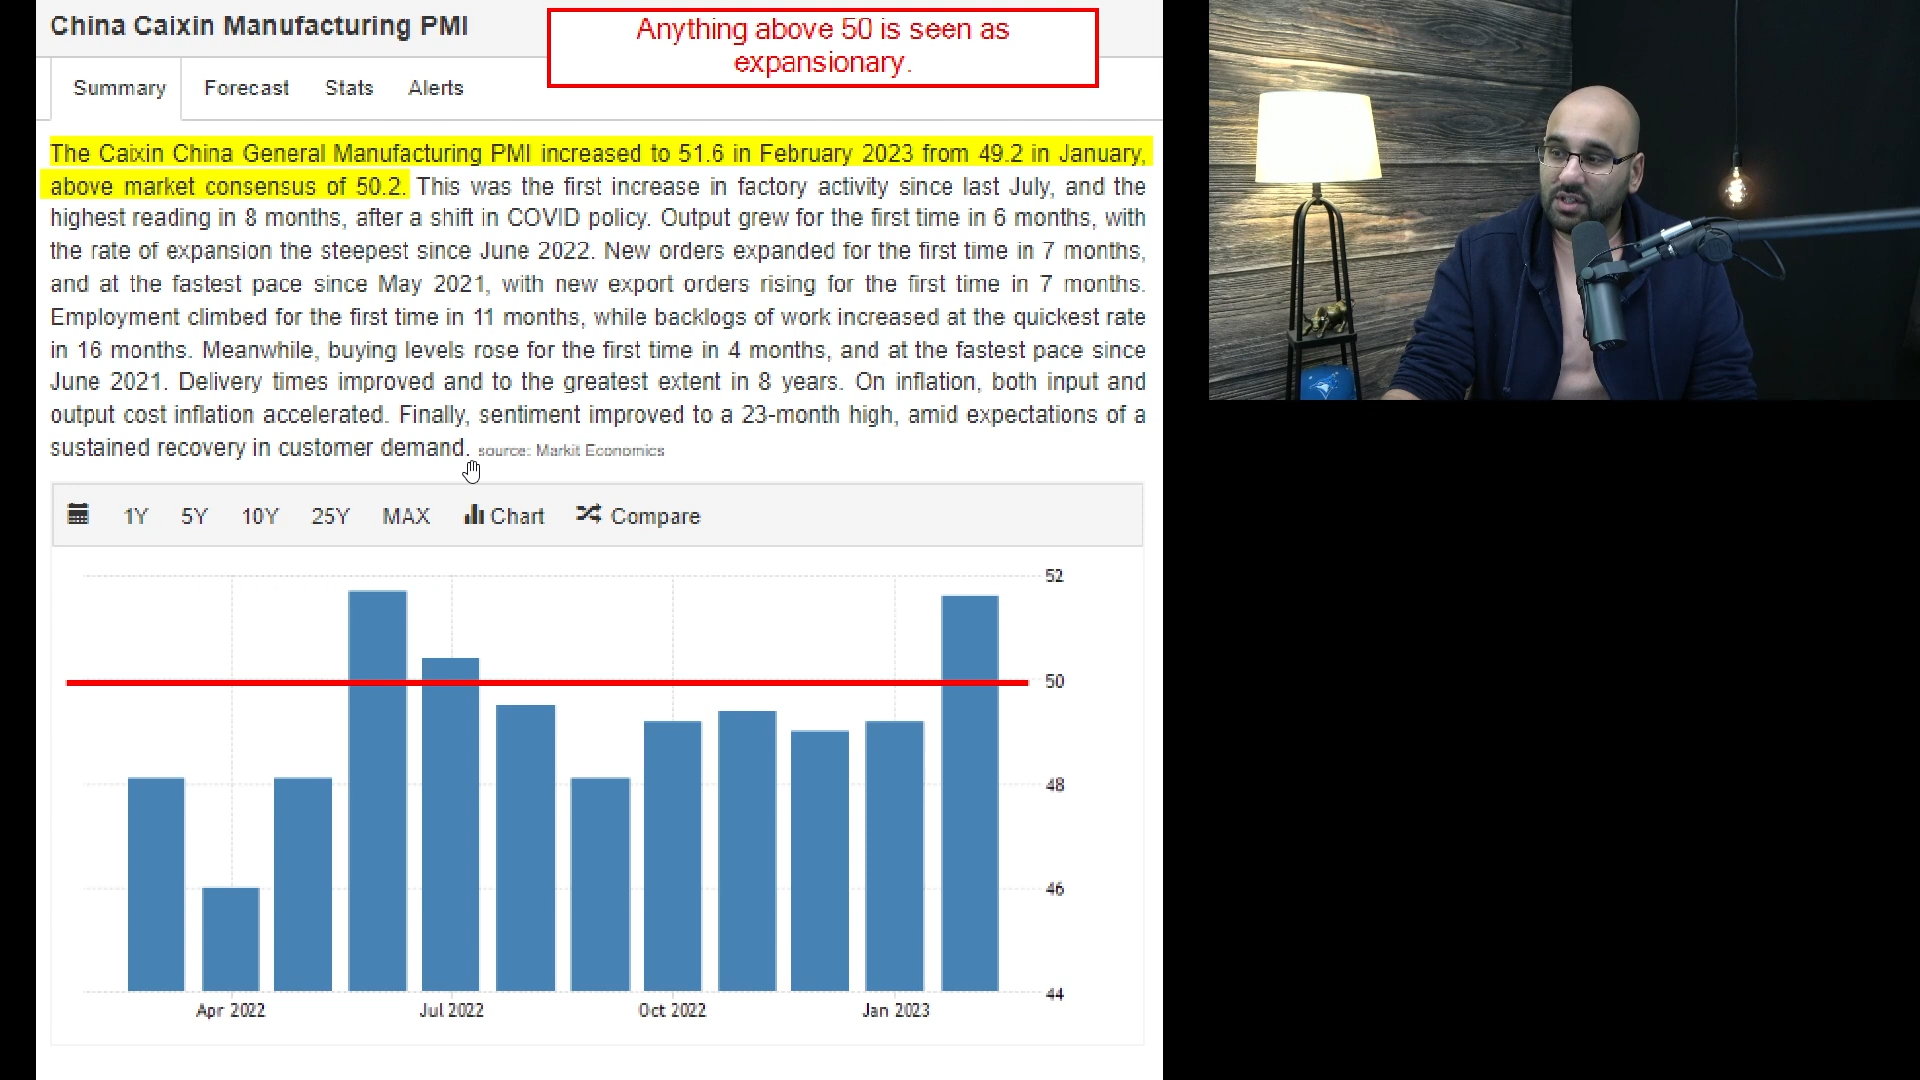 China Caixin Manufacturing PMI
Anything above 50 is seen as
expansionary.
Summary Forecast Stats Alerts
The Caixin China General Manufacturing PMI increased to 51.6 in February 2023 from 49.2 in January,
above market consensus of 50.2. This was the first increase in factory activity since last July, and the
highest reading in 8 months, after a shift in COVID policy. Output grew for the first time in 6 months, with
the rate of expansion the steepest since June 2022. New orders expanded for the first time in 7 months,
and at the fastest pace since May 2021, with new export orders rising for the first time in 7 months.
Employment climbed for the first time in 11 months, while backlogs of work increased at the quickest rate
in 16 months. Meanwhile, buying levels rose for the first time in 4 months, and at the fastest pace since
June 2021. Delivery times improved and to the greatest extent in 8 years. On inflation, both input and
output cost inflation accelerated. Finally, sentiment improved to a 23-month high, amid expectations of a
sustained recovery in customer demand. source: Markit Economics
1Y 5Y 10Y 25Y MAX Chart Compare
52
50
48
46
44
Apr 2022 Jul 2022 Oct 2022 Jan 2023